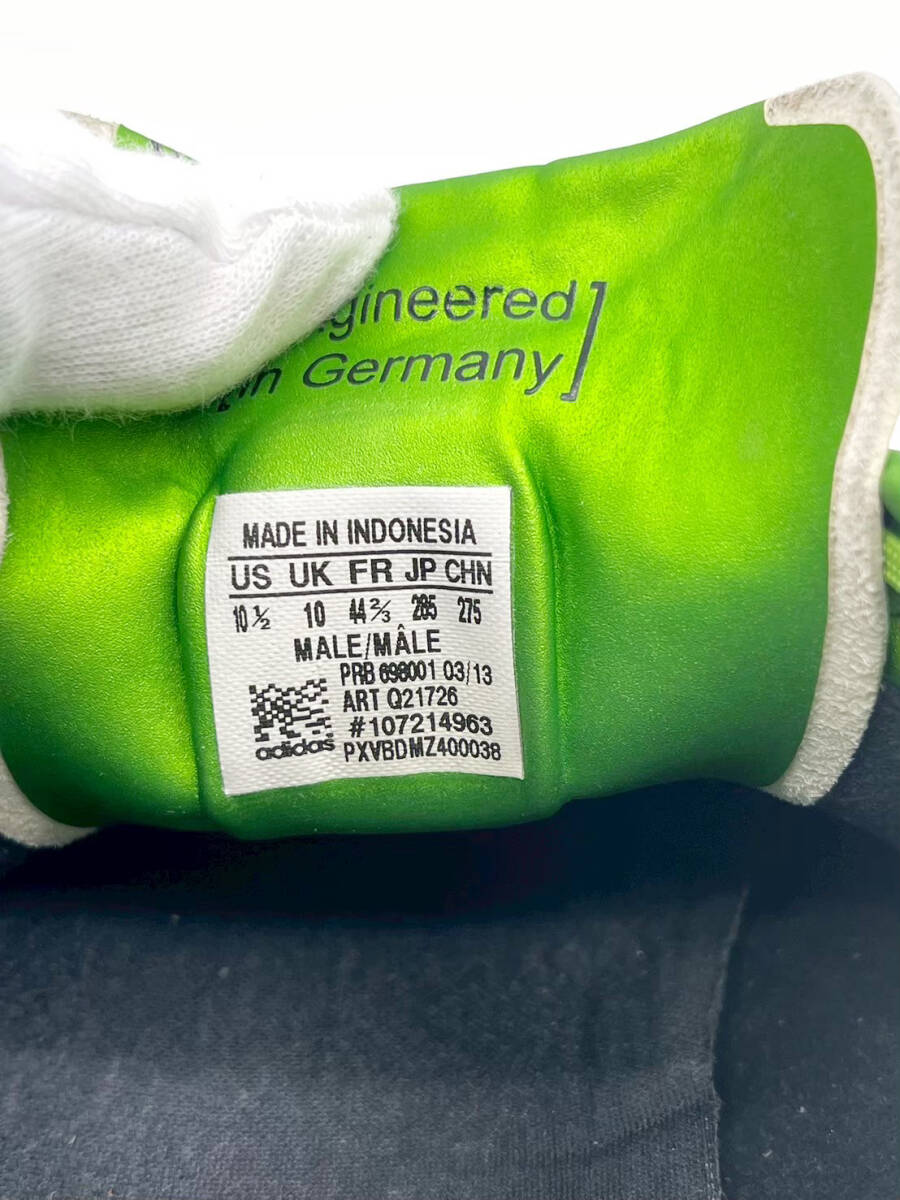 gineered]
in Germany]
MADE IN INDONESIA
US UK FR JP CHN
10½ 10 44⅔ 285 275
MALE/MÂLE
PRB 698001 03/13
ART Q21726
#107214963
adidas PXVBDMZ400038